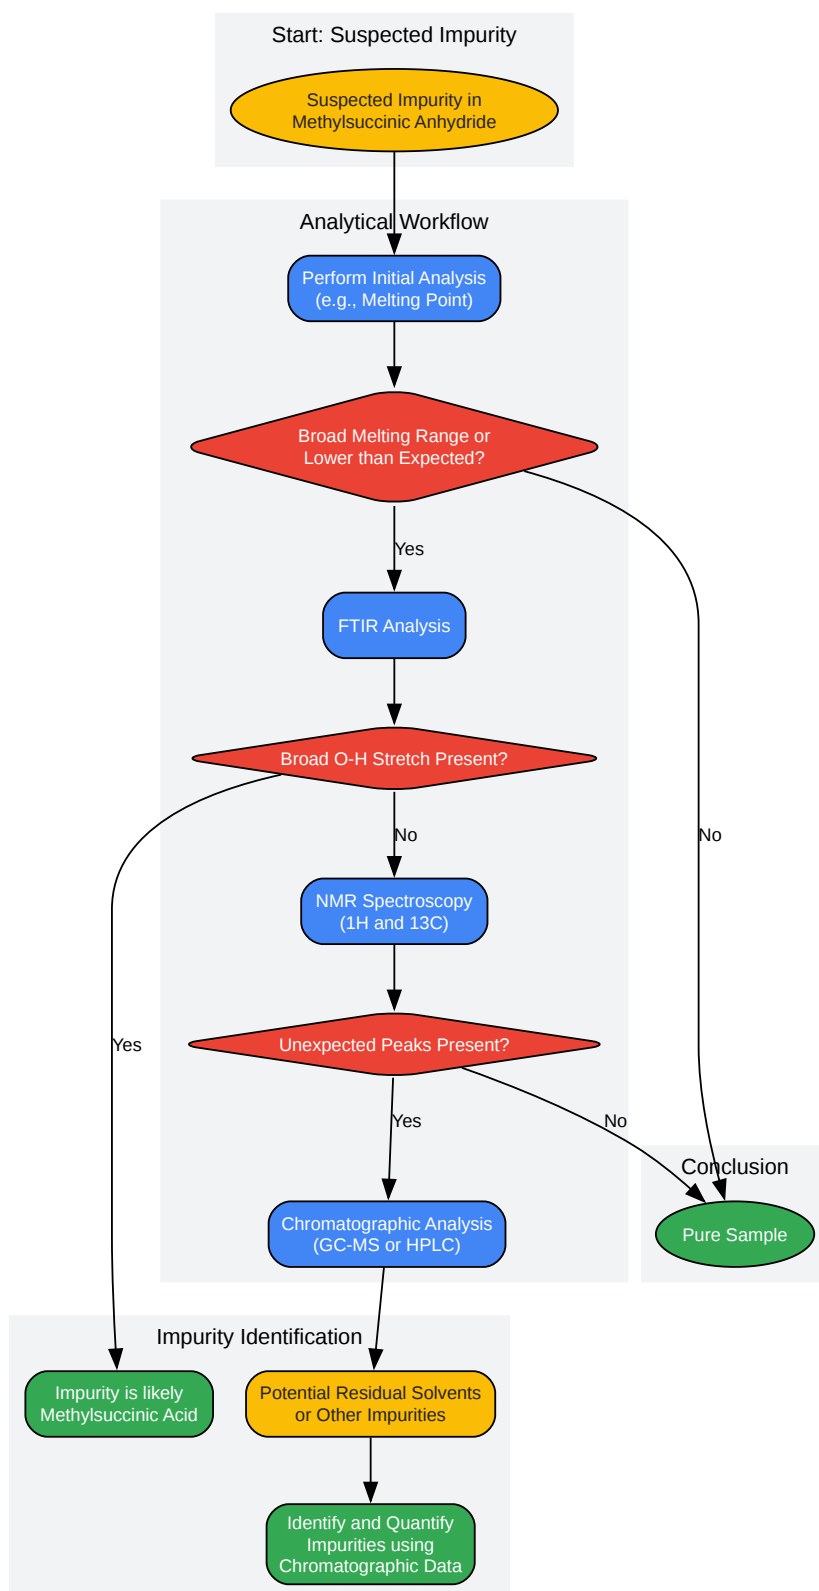 Start: Suspected Impurity
Suspected Impurity in
Methylsuccinic Anhydride
Analytical Workflow
Perform Initial Analysis
(e.g., Melting Point)
Broad Melting Range or
Lower than Expected?
Yes
FTIR Analysis
Broad O-H Stretch Present?
No
No
NMR Spectroscopy
(1H and 13C)
Unexpected Peaks Present?
Yes
Yes
No
Conclusion
Chromatographic Analysis
(GC-MS or HPLC)
Pure Sample
Impurity Identification
Impurity is likely
Methylsuccinic Acid
Potential Residual Solvents
or Other Impurities
Identify and Quantify
Impurities using
Chromatographic Data